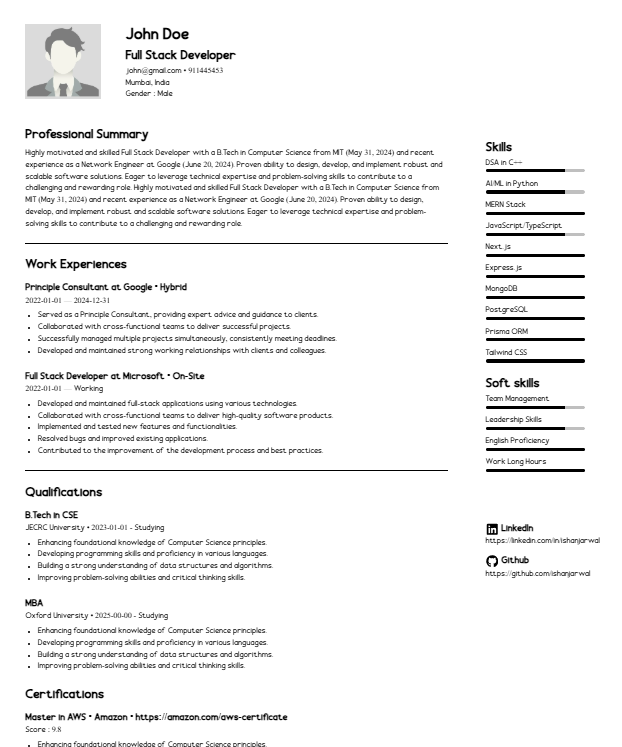 John Doe
Full Stack Developer
john@gmail.com • 911445453
Mumbai, India
Gender : Male
Professional Summary
Highly motivated and skilled Full Stack Developer with a B.Tech in Computer Science from MIT (May 31, 2024) and recent
experience as a Network Engineer at Google (June 20, 2024). Proven ability to design, develop, and implement robust and
scalable software solutions. Eager to leverage technical expertise and problem-solving skills to contribute to a
challenging and rewarding role. Highly motivated and skilled Full Stack Developer with a B.Tech in Computer Science from
MIT (May 31, 2024) and recent experience as a Network Engineer at Google (June 20, 2024). Proven ability to design,
develop, and implement robust and scalable software solutions. Eager to leverage technical expertise and problem-
solving skills to contribute to a challenging and rewarding role.
Work Experiences
Principle Consultant at Google • Hybrid
2022-01-01 — 2024-12-31
• Served as a Principle Consultant, providing expert advice and guidance to clients.
• Collaborated with cross-functional teams to deliver successful projects.
• Successfully managed multiple projects simultaneously, consistently meeting deadlines.
• Developed and maintained strong working relationships with clients and colleagues.
Full Stack Developer at Microsoft • On-Site
2022-01-01 — Working
• Developed and maintained full-stack applications using various technologies.
• Collaborated with cross-functional teams to deliver high-quality software products.
• Implemented and tested new features and functionalities.
• Resolved bugs and improved existing applications.
• Contributed to the improvement of the development process and best practices.
Qualifications
B.Tech in CSE
JECRC University • 2023-01-01 - Studying
• Enhancing foundational knowledge of Computer Science principles.
• Developing programming skills and proficiency in various languages.
• Building a strong understanding of data structures and algorithms.
• Improving problem-solving abilities and critical thinking skills.
MBA
Oxford University • 2025-00-00 - Studying
• Enhancing foundational knowledge of Computer Science principles.
• Developing programming skills and proficiency in various languages.
• Building a strong understanding of data structures and algorithms.
• Improving problem-solving abilities and critical thinking skills.
Certifications
Master in AWS • Amazon • https://amazon.com/aws-certificate
Score : 9.8
• Enhancing foundational knowledge of Computer Science principles.
Skills
DSA in C++
AI/ML in Python
MERN Stack
JavaScript/TypeScript
Next.js
Express.js
MongoDB
PostgreSQL
Prisma ORM
Tailwind CSS
Soft skills
Team Management
Leadership Skills
English Proficiency
Work Long Hours
LinkedIn
https://linkedin.com/in/ishanjarwal
Github
https://github.com/ishanjarwal